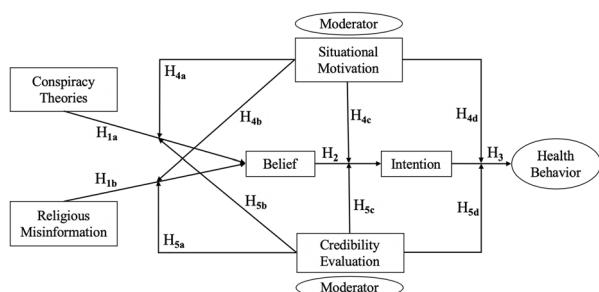 Moderator
Situational
Motivation
Conspiracy
Theories
H4a
H4b
H4c
H4d
H1a
H2
H3
Belief
Intention
Health
Behavior
H1b
H5b
Religious
Misinformation
H5a
H5c
H5d
Credibility
Evaluation
Moderator